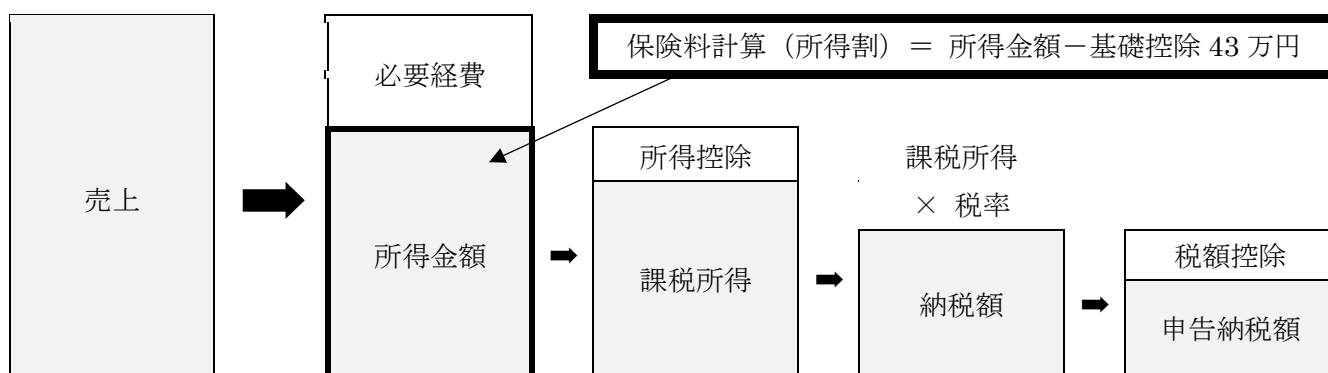 保険料計算（所得割）＝ 所得金額－基礎控除 43 万円
売上
必要経費
所得金額
所得控除
課税所得
課税所得
× 税率
納税額
税額控除
申告納税額